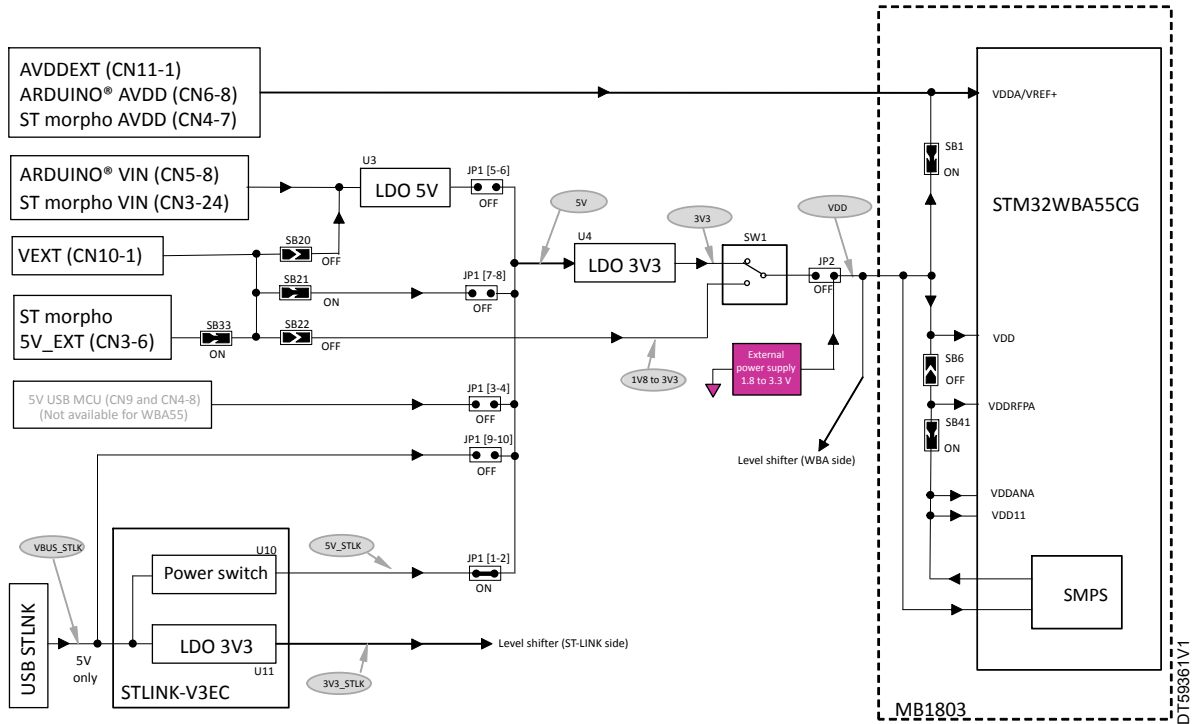 AVDDEXT (CN11-1)
ARDUINO® AVDD (CN6-8)
ST morpho AVDD (CN4-7)
ARDUINO® VIN (CN5-8)
ST morpho VIN (CN3-24)
VEXT (CN10-1)
ST morpho
5V_EXT (CN3-6)
5V USB MCU (CN9 and CN4-8)
(Not available for WBA55)
U3
LDO 5V
JP1 [5-6]
OFF
SB20
OFF
SB21
ON
JP1 [7-8]
OFF
SB33
ON
SB22
OFF
JP1 [3-4]
OFF
JP1 [9-10]
OFF
5V
U4
LDO 3V3
3V3
SW1
1V8 to 3V3
VDD
JP2
OFF
External
power supply
1.8 to 3.3 V
Level shifter (WBA side)
USB STLNK
VBUS_STLK
5V
only
U10
Power switch
LDO 3V3
U11
STLINK-V3EC
5V_STLK
JP1 [1-2]
ON
3V3_STLK
Level shifter (ST-LINK side)
VDDA/VREF+
SB1
ON
STM32WBA55CG
VDD
SB6
OFF
VDDRFPA
SB41
ON
VDDANA
VDD11
SMPS
MB1803
DT59361V1